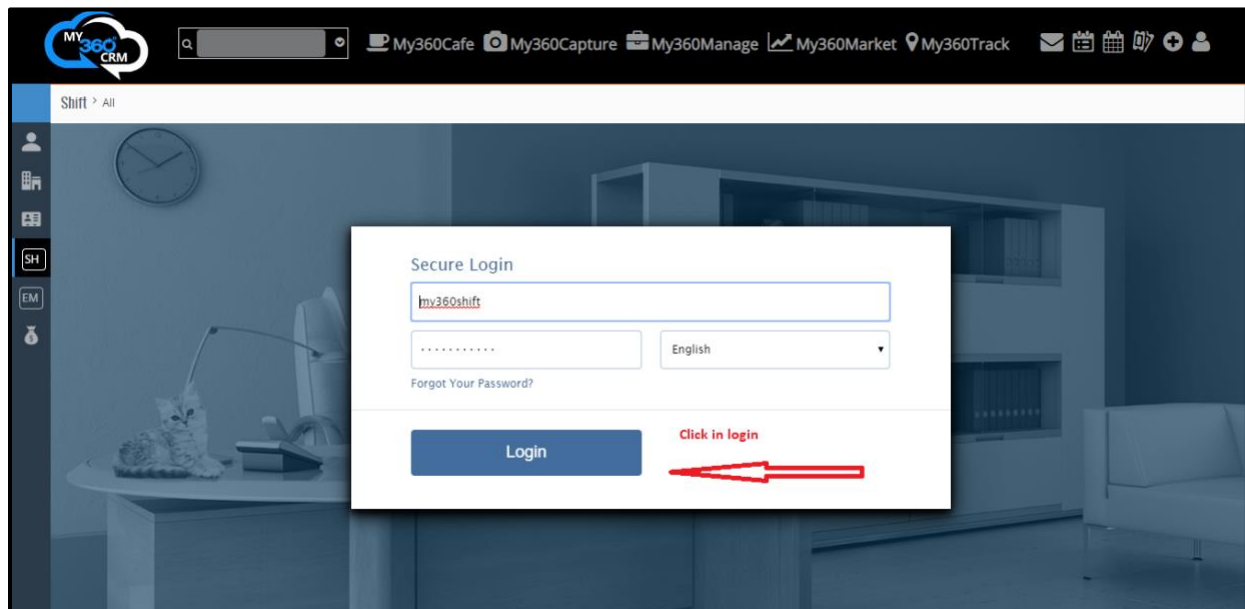 MY
360°
CRM
My360Cafe My360Capture My360Manage My360Market My360Track
Shift > All
SH
EM
Secure Login
my360shift
...........
English
Forgot Your Password?
Login
Click in login